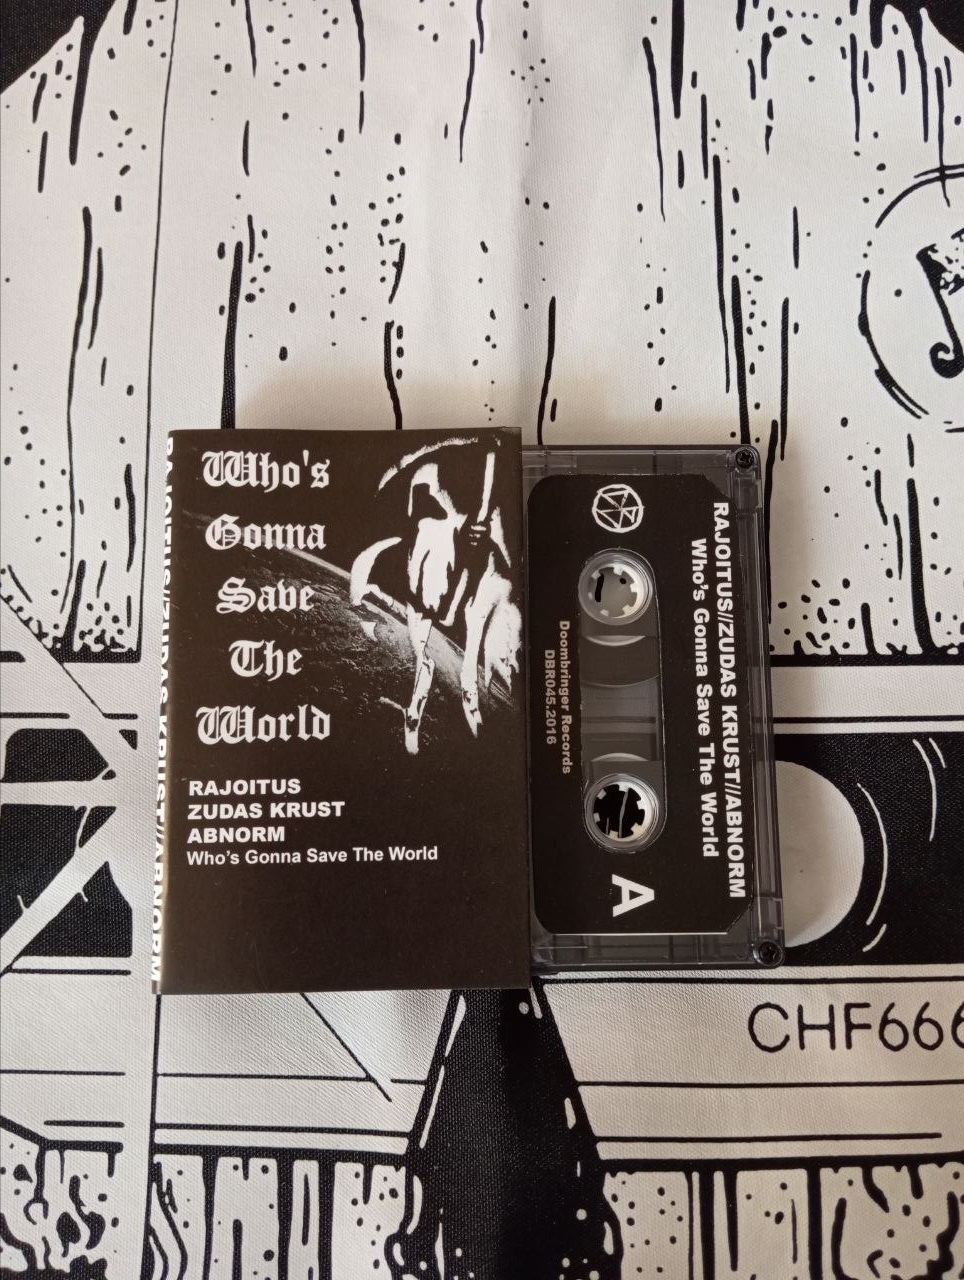 Who's
Gonna
Save
The
World
RAJOITUS
ZUDAS KRUST
ABNORM
Who's Gonna Save The World
RAJOITUS//ZUDAS KRUST//ABNORM
RAJOITUS//ZUDAS KRUST//ABNORM
Who's Gonna Save The World
Doombringer Records
DBR045.2016
A
CHF666